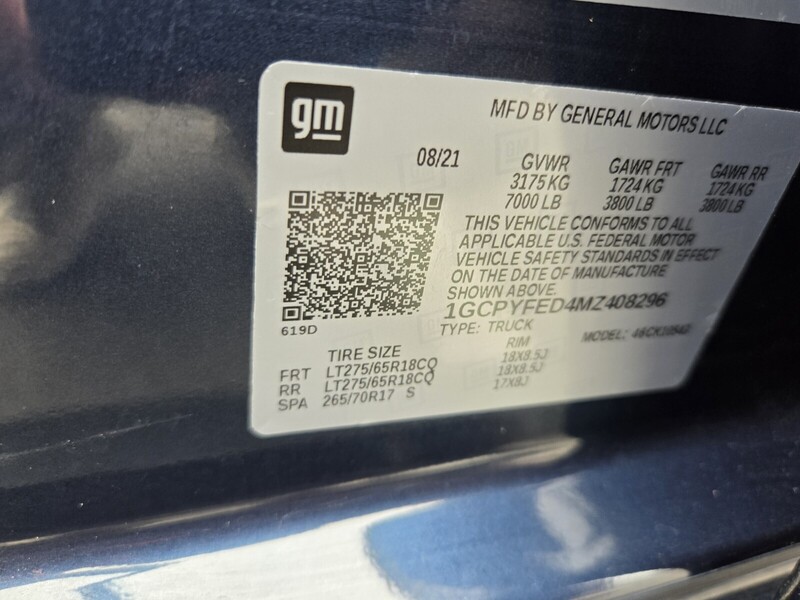 gm
MFD BY GENERAL MOTORS LLC
08/21 GVWR GAWR FRT GAWR RR
3175 KG 1724 KG 1724 KG
7000 LB 3800 LB 3800 LB
THIS VEHICLE CONFORMS TO ALL
APPLICABLE U.S. FEDERAL MOTOR
VEHICLE SAFETY STANDARDS IN EFFECT
ON THE DATE OF MANUFACTURE
SHOWN ABOVE.
1GCPYFED4MZ408296
619D
TYPE: TRUCK MODEL:
TIRE SIZE RIM
FRT LT275/65R18CQ 18X8.5J
RR LT275/65R18CQ 18X8.5J
SPA 265/70R17 S 17X8J